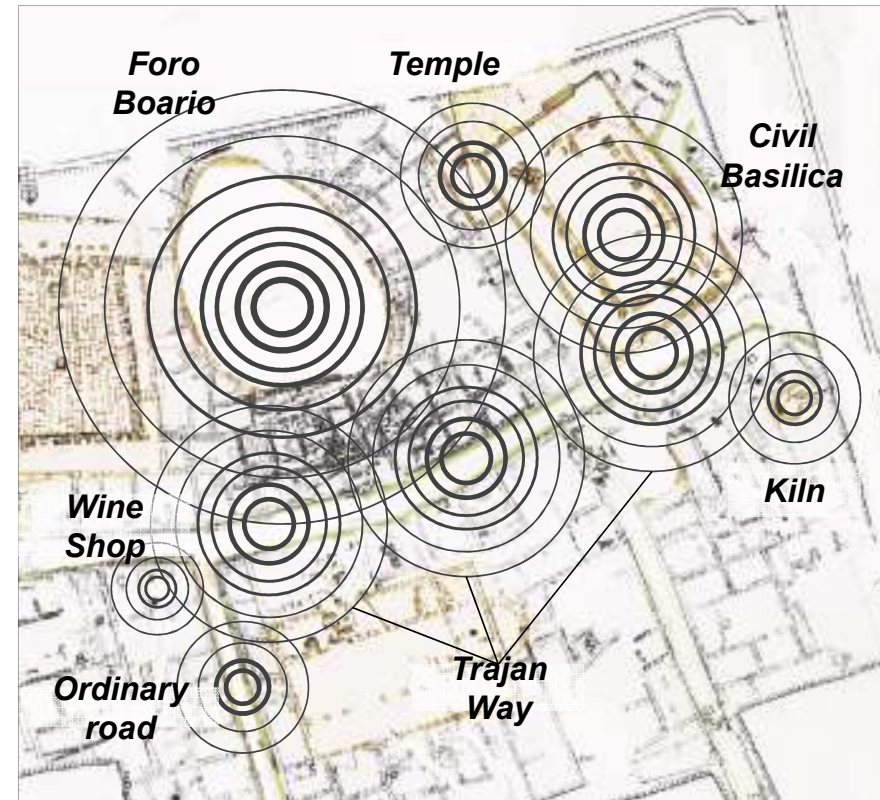 Foro
Boario
Temple
Civil
Basilica
Kiln
Wine
Shop
Trajan
Way
Ordinary
road